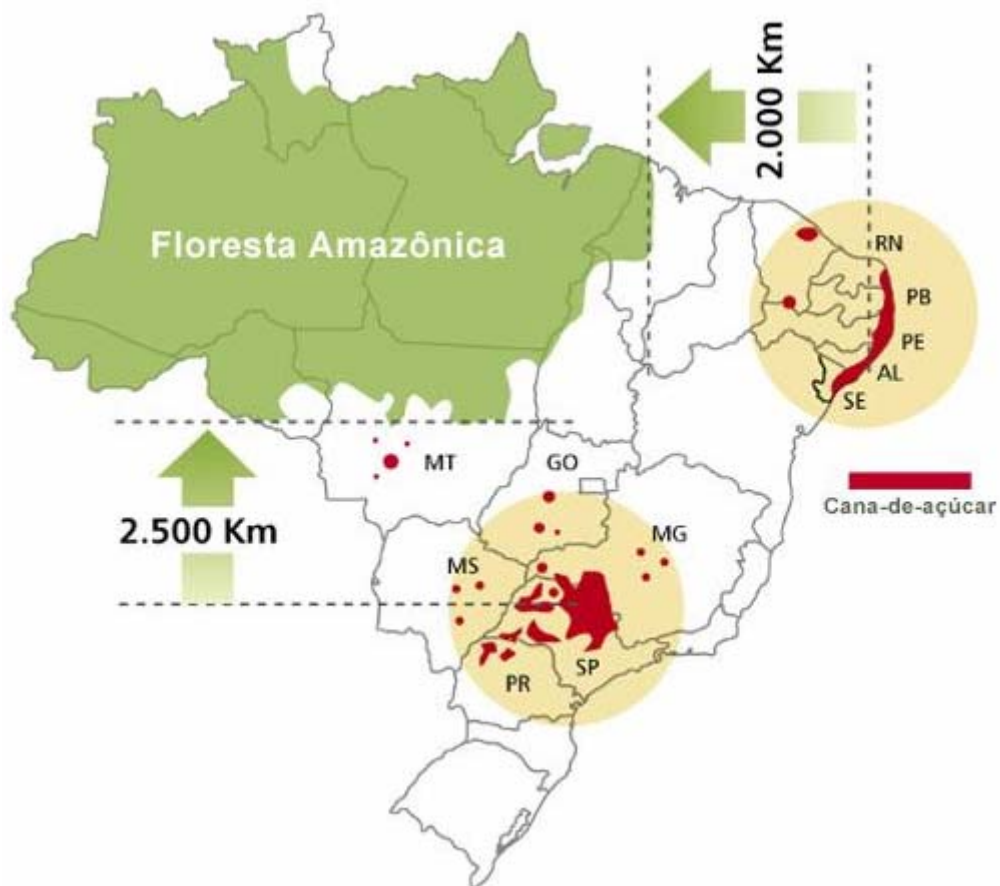 2.000 Km
Floresta Amazônica
RN
PB
PE
AL
SE
Cana-de-açúcar
MT
GO
2.500 Km
MG
MS
SP
PR